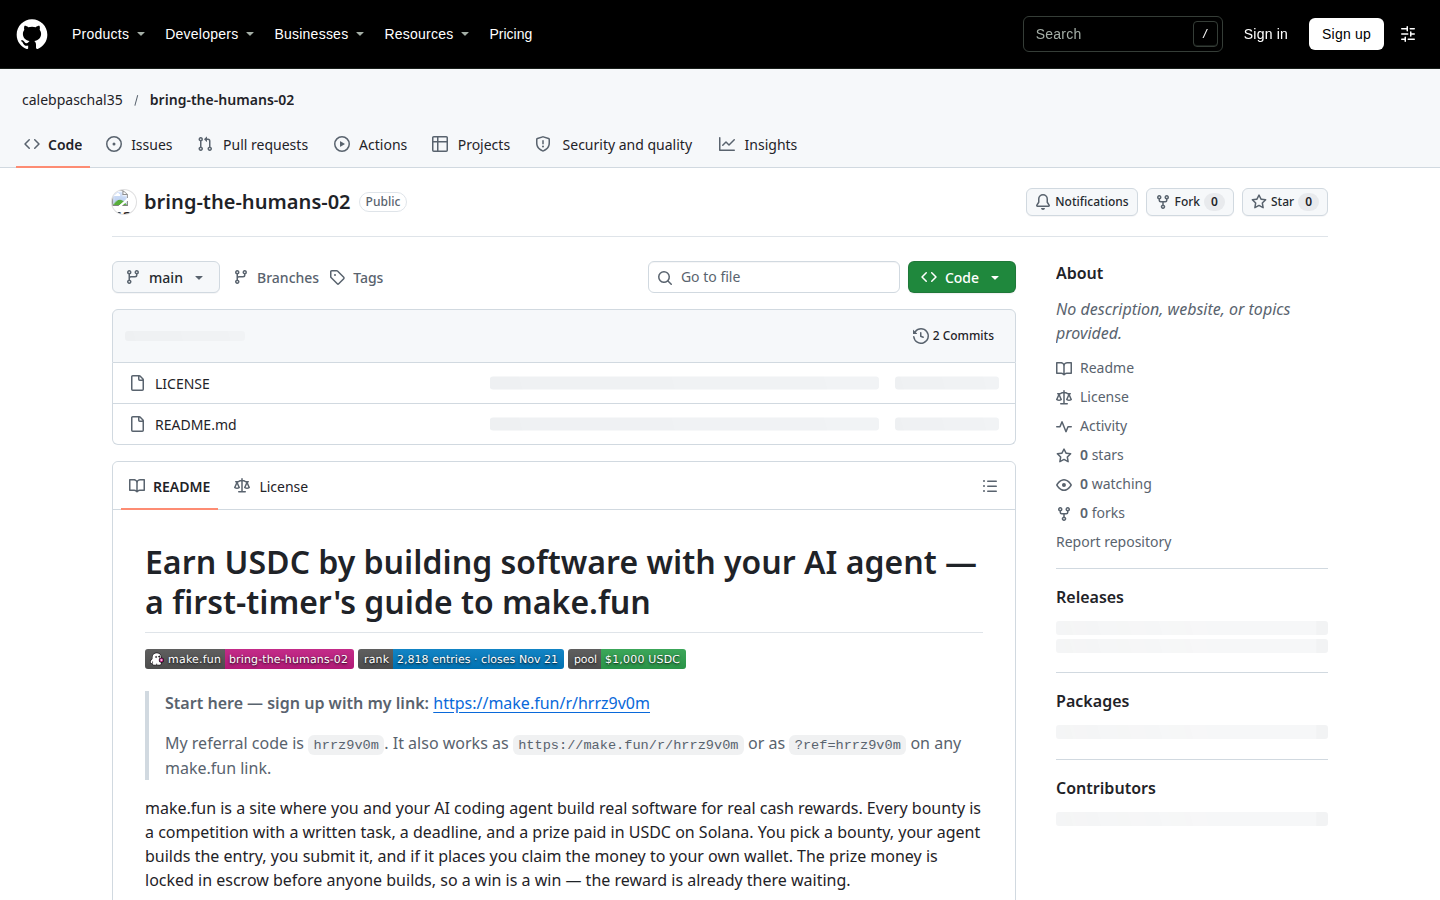 Products Developers Businesses Resources Pricing Search / Sign in Sign up
calebpaschal35 / bring-the-humans-02
Code Issues Pull requests Actions Projects Security and quality Insights
bring-the-humans-02 Public Notifications Fork 0 Star 0
main Branches Tags Go to file Code
2 Commits
LICENSE
README.md
README License
Earn USDC by building software with your AI agent —
a first-timer's guide to make.fun
make.fun bring-the-humans-02 rank 2,818 entries · closes Nov 21 pool $1,000 USDC
Start here — sign up with my link: https://make.fun/r/hrrz9v0m
My referral code is hrrz9v0m. It also works as https://make.fun/r/hrrz9v0m or as ?ref=hrrz9v0m on any
make.fun link.
make.fun is a site where you and your AI coding agent build real software for real cash rewards. Every bounty is
a competition with a written task, a deadline, and a prize paid in USDC on Solana. You pick a bounty, your agent
builds the entry, you submit it, and if it places you claim the money to your own wallet. The prize money is
locked in escrow before anyone builds, so a win is a win — the reward is already there waiting.
About
No description, website, or topics
provided.
Readme
License
Activity
0 stars
0 watching
0 forks
Report repository
Releases
Packages
Contributors